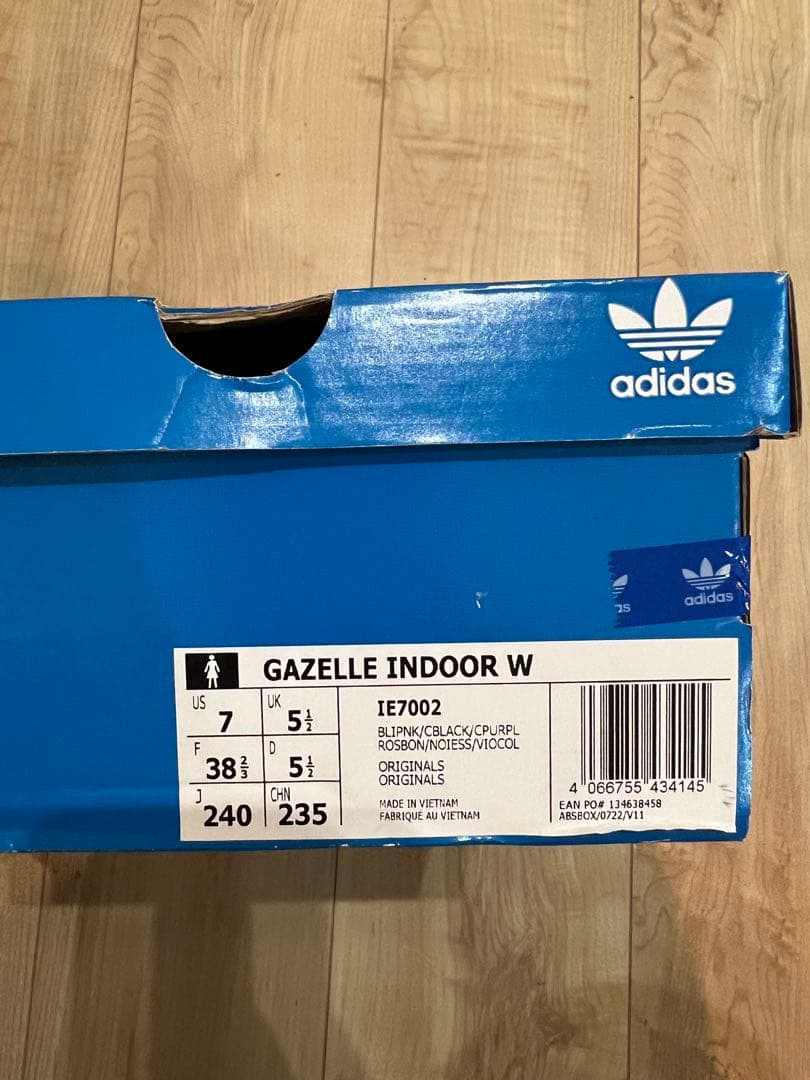 adidas
as
adidas
GAZELLE INDOOR W
US 7
UK 5½
F 38⅔
D 5½
J 240
CHN 235
IE7002
BLIPNK/CBLACK/CPURPL
ROSBON/NOIESS/VIOCOL
ORIGINALS
ORIGINALS
MADE IN VIETNAM
FABRIQUÉ AU VIETNAM
4 066755 434145
EAN PO# 134638458
ABSBOX/0722/V11